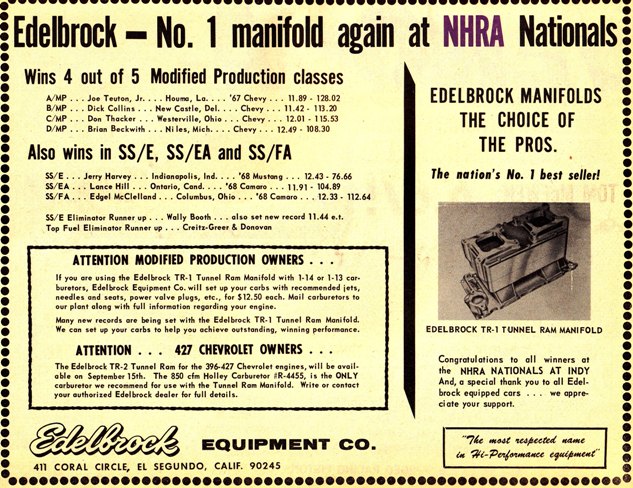 Edelbrock — No. 1 manifold again at NHRA Nationals
Wins 4 out of 5 Modified Production classes
A/MP . . . Joe Teuton, Jr. . . . Houma, La. . . . '67 Chevy . . . 11.89 - 128.02
B/MP . . . Dick Collins . . . New Castle, Del. . . . Chevy . . . 11.42 - 113.20
C/MP . . . Don Thacker . . . Westerville, Ohio . . . Chevy . . . 12.01 - 115.53
D/MP . . . Brian Beckwith . . . Niles, Mich. . . . Chevy . . . 12.49 - 108.30
Also wins in SS/E, SS/EA and SS/FA
SS/E . . . Jerry Harvey . . . Indianapolis, Ind. . . . '68 Mustang . . . 12.43 - 76.66
SS/EA . . . Lance Hill . . . Ontario, Cand. . . . '68 Camaro . . . 11.91 - 104.89
SS/FA . . . Edgel McClelland . . . Columbus, Ohio . . . '68 Camaro . . . 12.33 - 112.64
SS/E Eliminator Runner up . . . Wally Booth . . . also set new record 11.44 e.t.
Top Fuel Eliminator Runner up . . . Creitz-Greer & Donovan
ATTENTION MODIFIED PRODUCTION OWNERS . . .
If you are using the Edelbrock TR-1 Tunnel Ram Manifold with 1-14 or 1-13 car-
buretors, Edelbrock Equipment Co. will set up your carbs with recommended jets,
needles and seats, power valve plugs, etc., for $12.50 each. Mail carburetors to
our plant along with full information regarding your engine.
Many new records are being set with the Edelbrock TR-1 Tunnel Ram Manifold.
We can set up your carbs to help you achieve outstanding, winning performance.
ATTENTION . . . 427 CHEVROLET OWNERS . . .
The Edelbrock TR-2 Tunnel Ram for the 396-427 Chevrolet engines, will be avail-
able on September 15th. The 850 cfm Holley Carburetor #R-4455, is the ONLY
carburetor we recommend for use with the Tunnel Ram Manifold. Write or contact
your authorized Edelbrock dealer for full details.
Edelbrock EQUIPMENT CO.
411 CORAL CIRCLE, EL SEGUNDO, CALIF. 90245
EDELBROCK MANIFOLDS
THE CHOICE OF
THE PROS.
The nation's No. 1 best seller!
EDELBROCK TR-1 TUNNEL RAM MANIFOLD
Congratulations to all winners at
the NHRA NATIONALS AT INDY
And, a special thank you to all Edel-
brock equipped cars . . . we appre-
ciate your support.
"The most respected name
in Hi-Performance equipment"